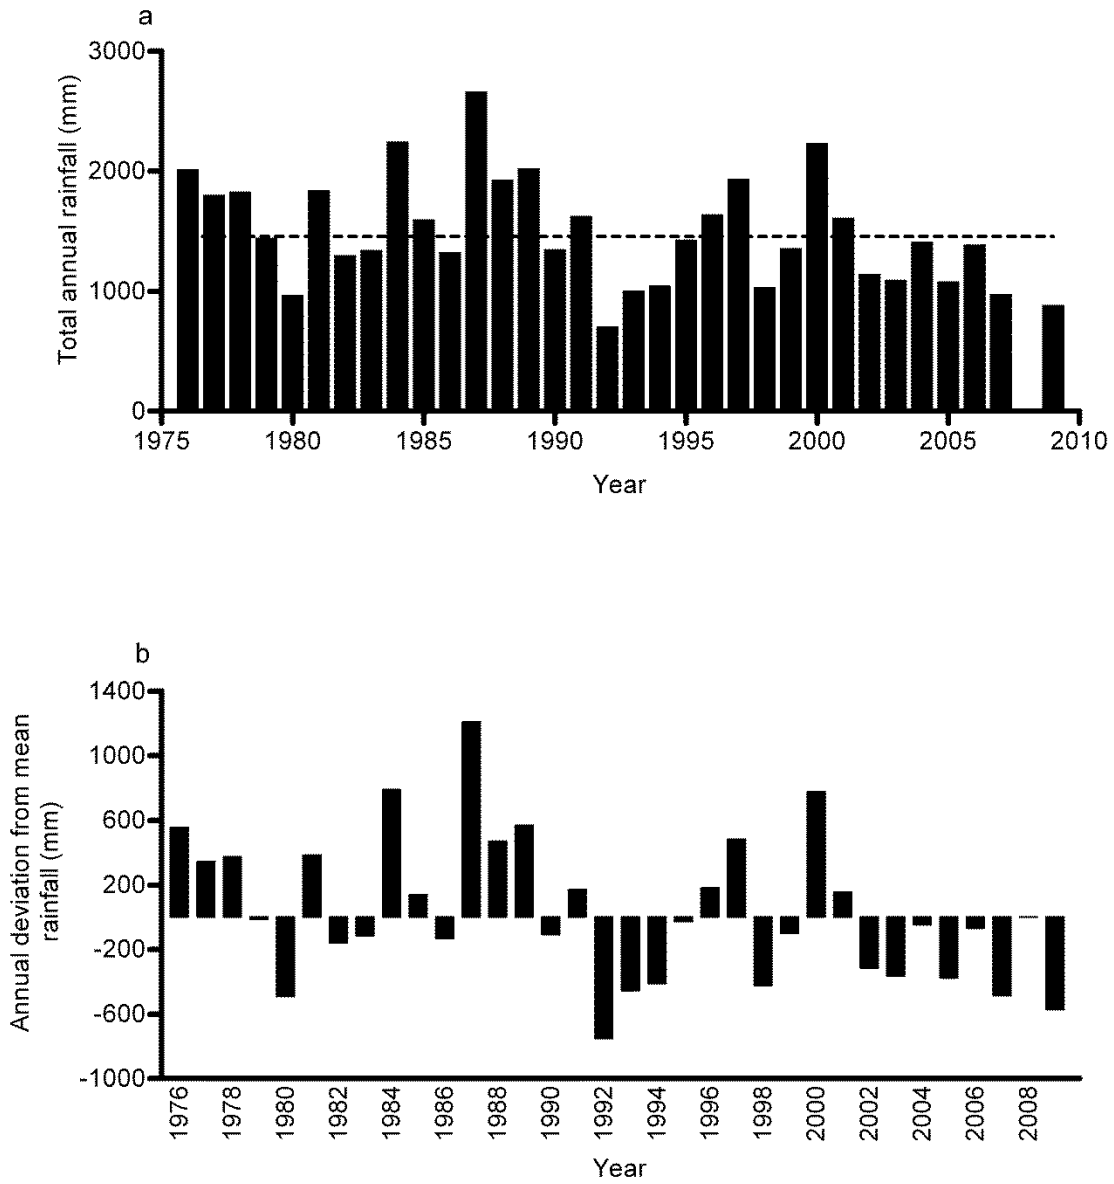 a
Total annual rainfall (mm)
3000
2000
1000
0
1975 1980 1985 1990 1995 2000 2005 2010
Year
b
Annual deviation from mean
rainfall (mm)
1400
1000
600
200
-200
-600
-1000
1976 1978 1980 1982 1984 1986 1988 1990 1992 1994 1996 1998 2000 2002 2004 2006 2008
Year